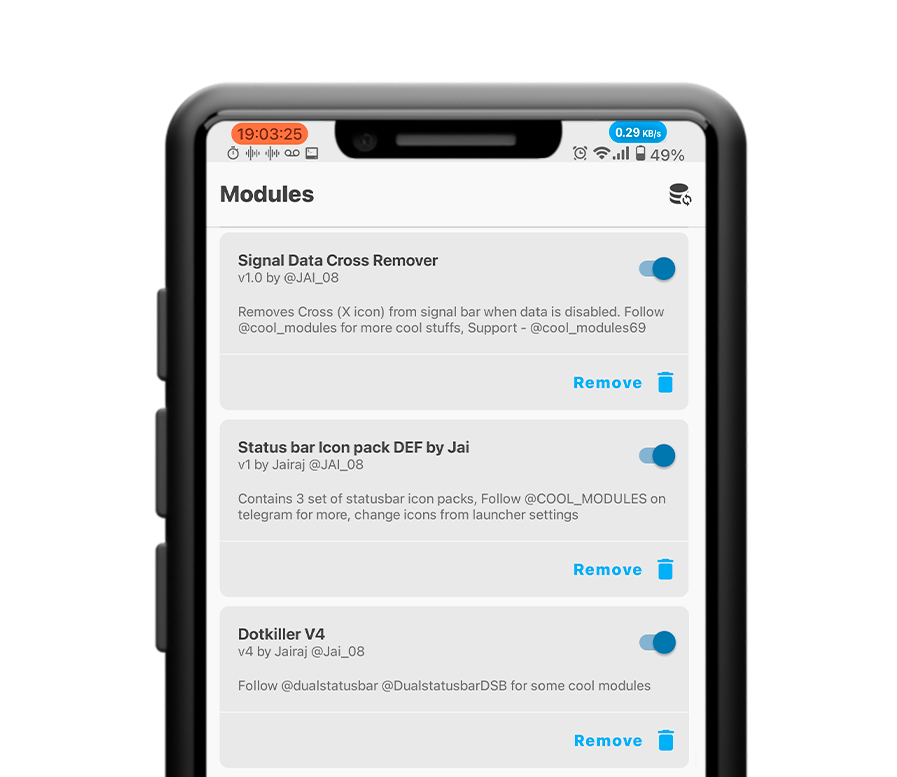 19:03:25
0.29 KB/s
49%
Modules
Signal Data Cross Remover
v1.0 by @JAI_08
Removes Cross (X icon) from signal bar when data is disabled. Follow
@cool_modules for more cool stuffs, Support - @cool_modules69
Remove
Status bar Icon pack DEF by Jai
v1 by Jairaj @JAI_08
Contains 3 set of statusbar icon packs, Follow @COOL_MODULES on
telegram for more, change icons from launcher settings
Remove
Dotkiller V4
v4 by Jairaj @Jai_08
Follow @dualstatusbar @DualstatusbarDSB for some cool modules
Remove